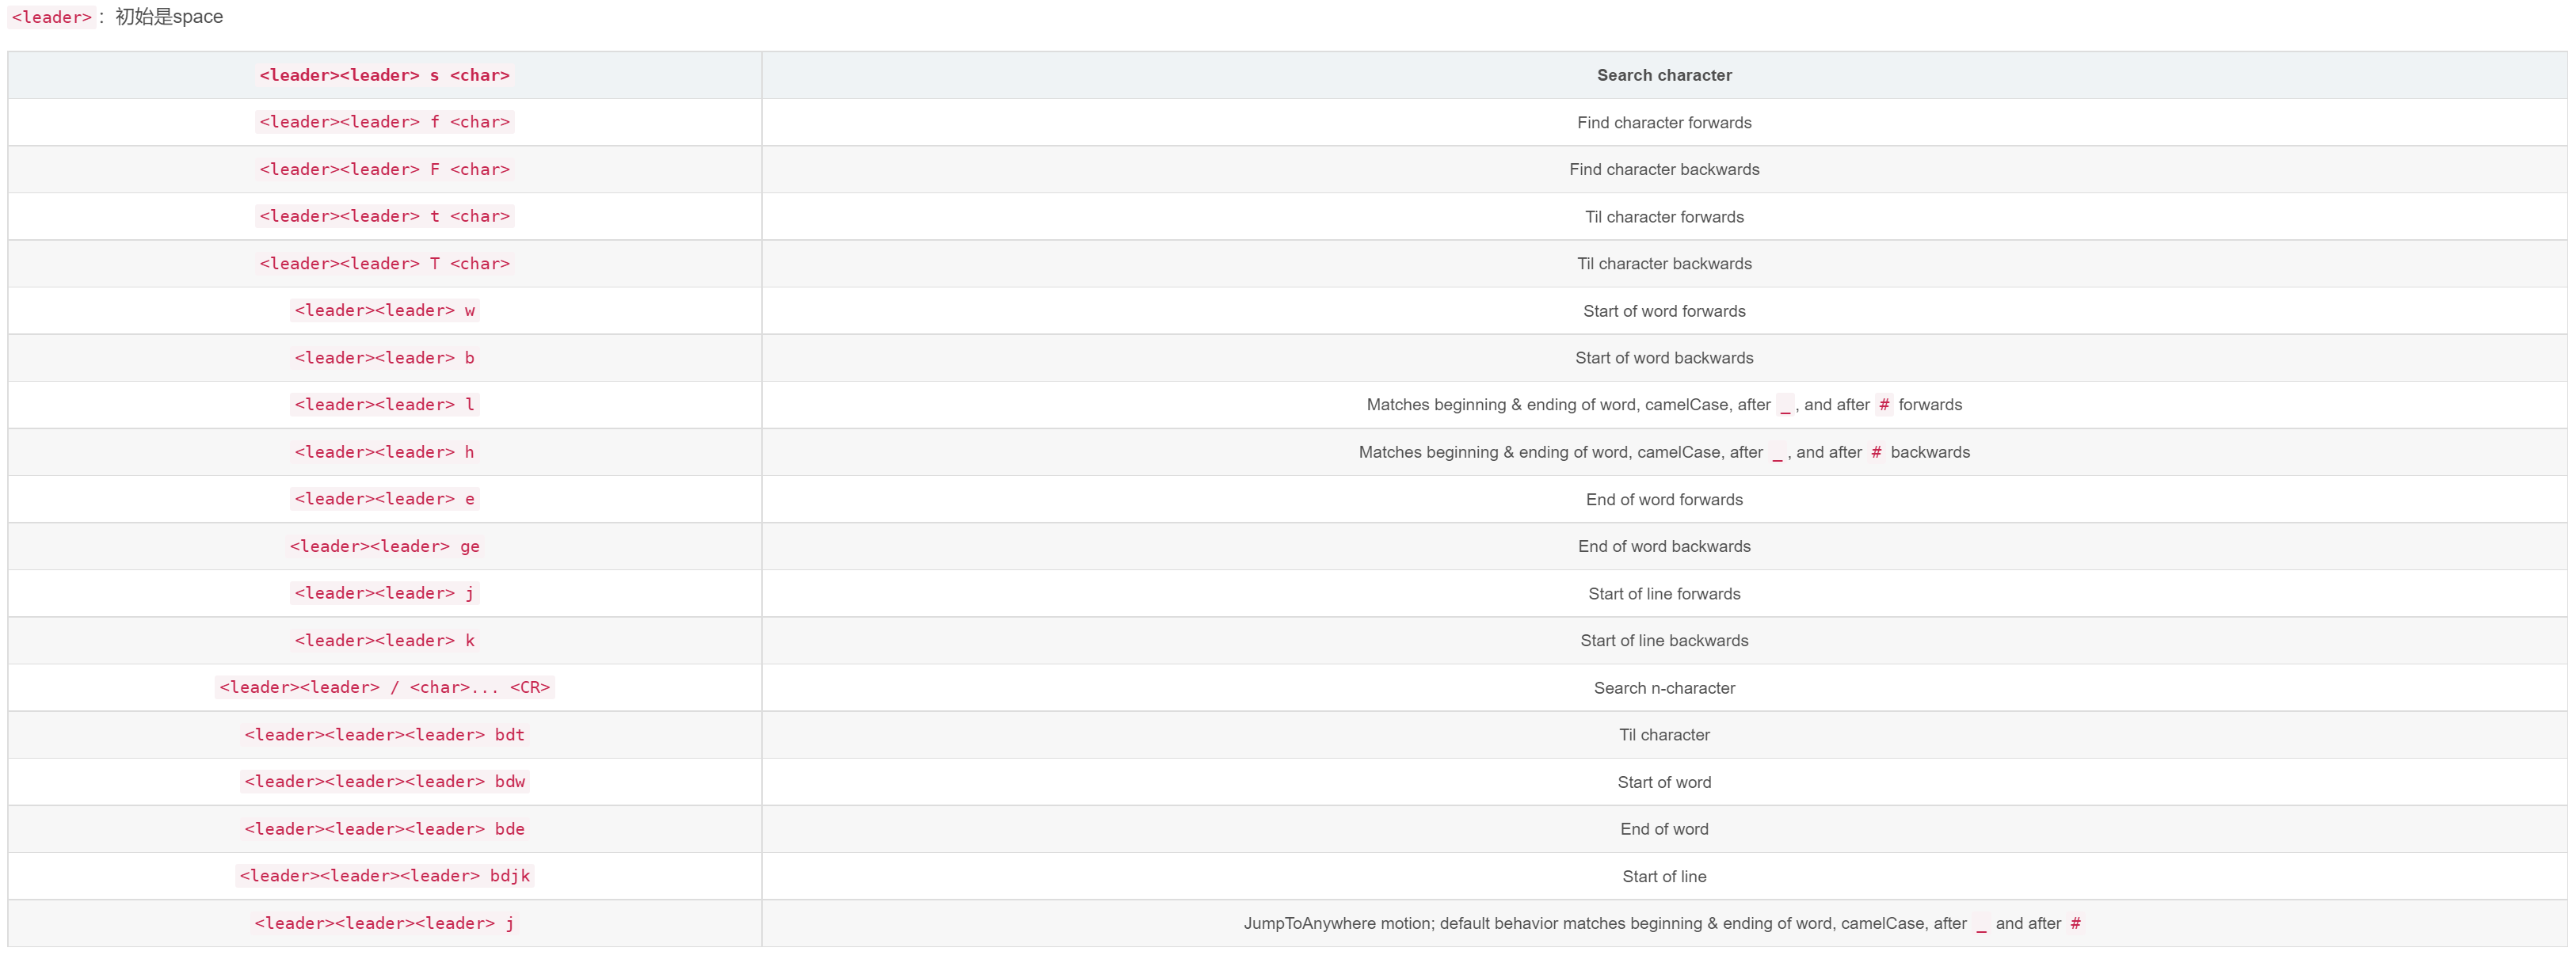 <leader>：初始是space
<leader><leader> s <char> Search character
<leader><leader> f <char> Find character forwards
<leader><leader> F <char> Find character backwards
<leader><leader> t <char> Til character forwards
<leader><leader> T <char> Til character backwards
<leader><leader> w Start of word forwards
<leader><leader> b Start of word backwards
<leader><leader> l Matches beginning & ending of word, camelCase, after _, and after # forwards
<leader><leader> h Matches beginning & ending of word, camelCase, after _, and after # backwards
<leader><leader> e End of word forwards
<leader><leader> ge End of word backwards
<leader><leader> j Start of line forwards
<leader><leader> k Start of line backwards
<leader><leader> / <char>... <CR> Search n-character
<leader><leader><leader> bdt Til character
<leader><leader><leader> bdw Start of word
<leader><leader><leader> bde End of word
<leader><leader><leader> bdjk Start of line
<leader><leader><leader> j JumpToAnywhere motion; default behavior matches beginning & ending of word, camelCase, after _ and after #